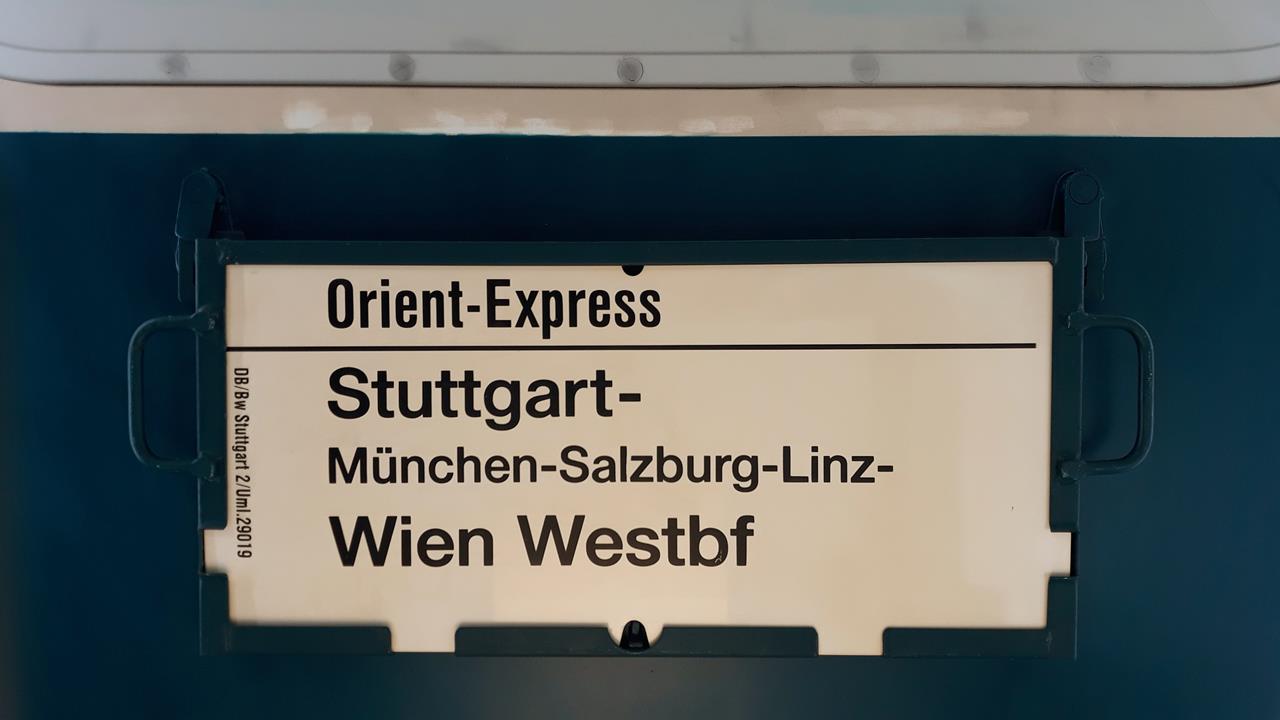 Orient-Express
Stuttgart-
München-Salzburg-Linz-
Wien Westbf
DB/Bw Stuttgart 2/Uml.29019